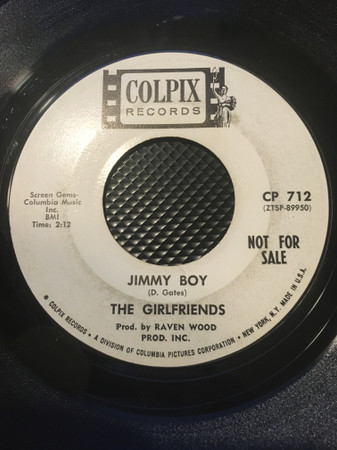 COLPIX
RECORDS
Screen Gems-
Columbia Music
Inc.
BMI
Time: 2:12
CP 712
(ZTSP-89950)
NOT FOR
SALE
JIMMY BOY
(D. Gates)
THE GIRLFRIENDS
Prod. by RAVEN WOOD
PROD. INC.
© COLPIX RECORDS • A DIVISION OF COLUMBIA PICTURES CORPORATION • NEW YORK, N.Y. MADE IN U.S.A.